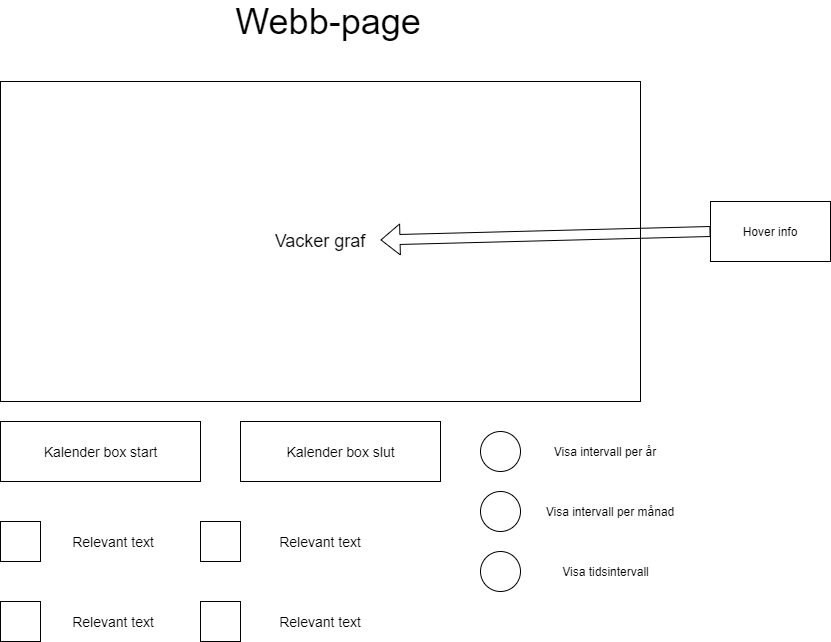 Webb-page
Vacker graf
Hover info
Kalender box start
Kalender box slut
Visa intervall per år
Visa intervall per månad
Visa tidsintervall
Relevant text
Relevant text
Relevant text
Relevant text